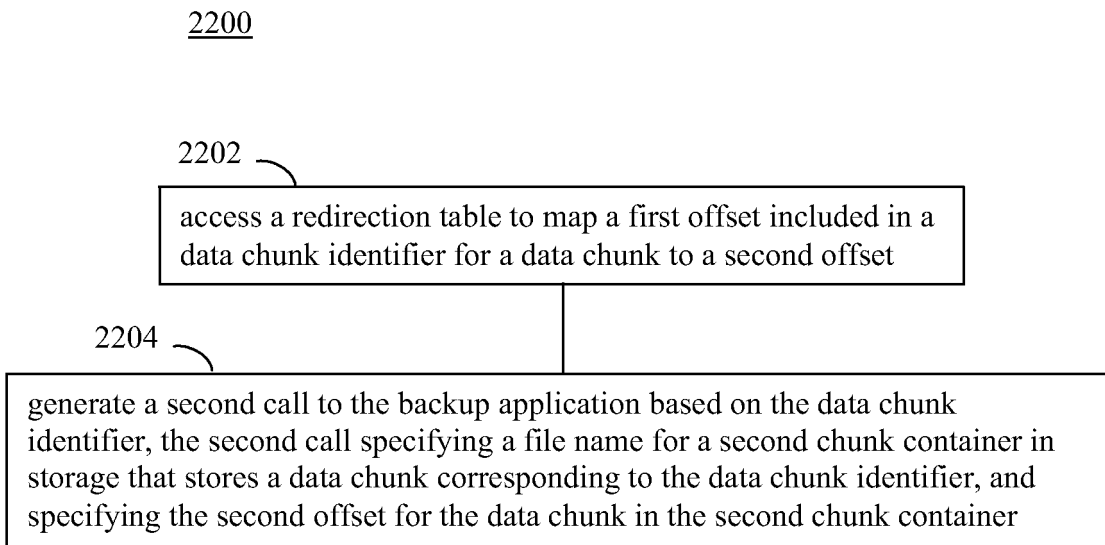 2200
2202
access a redirection table to map a first offset included in a
data chunk identifier for a data chunk to a second offset
2204
generate a second call to the backup application based on the data chunk
identifier, the second call specifying a file name for a second chunk container in
storage that stores a data chunk corresponding to the data chunk identifier, and
specifying the second offset for the data chunk in the second chunk container